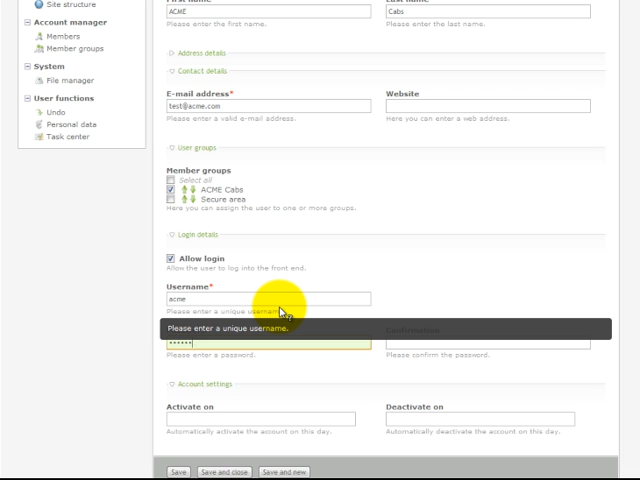 Site structure
Account manager
Members
Member groups
System
File manager
User functions
Undo
Personal data
Task center
First name
Last name
ACME
Cabs
Please enter the first name.
Please enter the last name.
Address details
Contact details
E-mail address*
Website
test@acme.com
Please enter a valid e-mail address.
Here you can enter a web address.
User groups
Member groups
Select all
ACME Cabs
Secure area
Here you can assign the user to one or more groups.
Login details
Allow login
Allow the user to log into the front end.
Username*
acme
Please enter a unique username.
Please enter a unique username.
Confirmation
••••••
Please enter a password.
Please confirm the password.
Account settings
Activate on
Deactivate on
Automatically activate the account on this day.
Automatically deactivate the account on this day.
Save
Save and close
Save and new